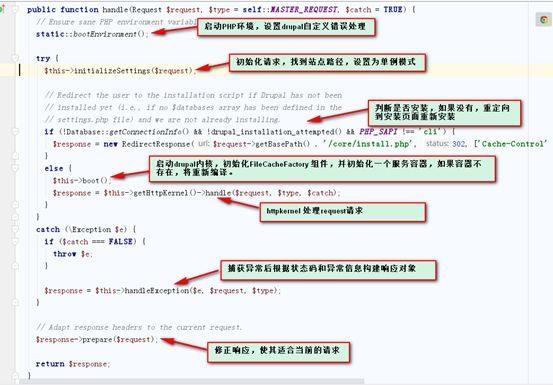 public function handle(Request $request, $type = self::MASTER_REQUEST, $catch = TRUE) {
// Ensure sane PHP environment variab
启动PHP环境，设置drupal自定义错误处理
static::bootEnvironment();
try {
初始化请求，找到站点路径，设置为单例模式
$this->initializeSettings($request);
// Redirect the user to the installation script if Drupal has not been
// installed yet (i.e., if no $databases array has been defined in the
// settings.php file) and we are not already installing.
判断是否安装，如果没有，重定向
到安装页面重新安装
if (!Database::getConnectionInfo() && !drupal_installation_attempted() && PHP_SAPI !== 'cli') {
$response = new RedirectResponse( url: $request->getBasePath() . '/core/install.php', status: 302, ['Cache-Control'
}
else {
启动drupal内核，初始化FileCacheFactory 组件，并初始化一个服务容器，如果容器不
存在，将重新编译。
$this->boot();
$response = $this->getHttpKernel()->handle($request, $type, $catch);
}
httpkernel 处理request请求
}
catch (\Exception $e) {
if ($catch === FALSE) {
throw $e;
}
捕获异常后根据状态码和异常信息构建响应对象
$response = $this->handleException($e, $request, $type);
}
// Adapt response headers to the current request.
$response->prepare($request);
修正响应，使其适合当前的请求
return $response;
}